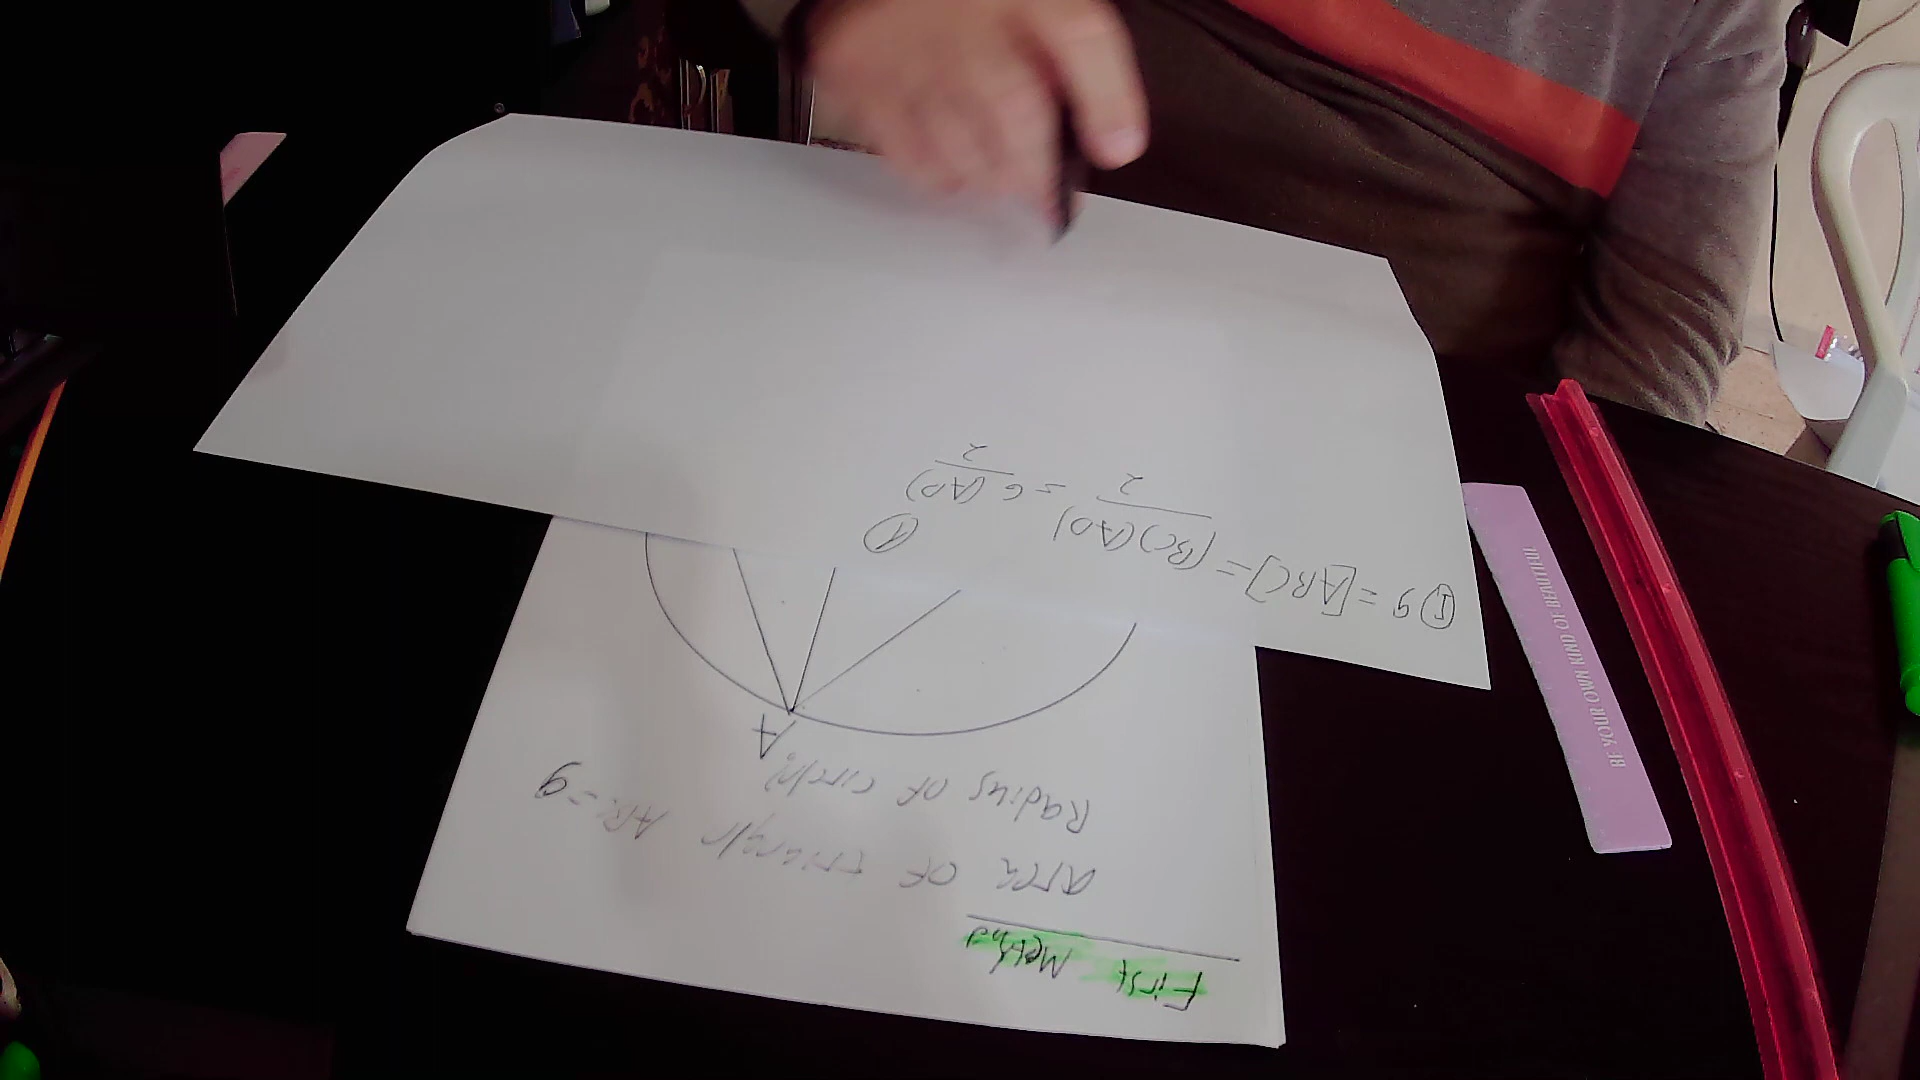 First Method
area of triangle ABC = 9
Radius of circle?
A
① 9 = [ABC] = (BC)(AD)/2 = 6(AD)/2
BE YOUR OWN KIND OF BEAUTIFUL